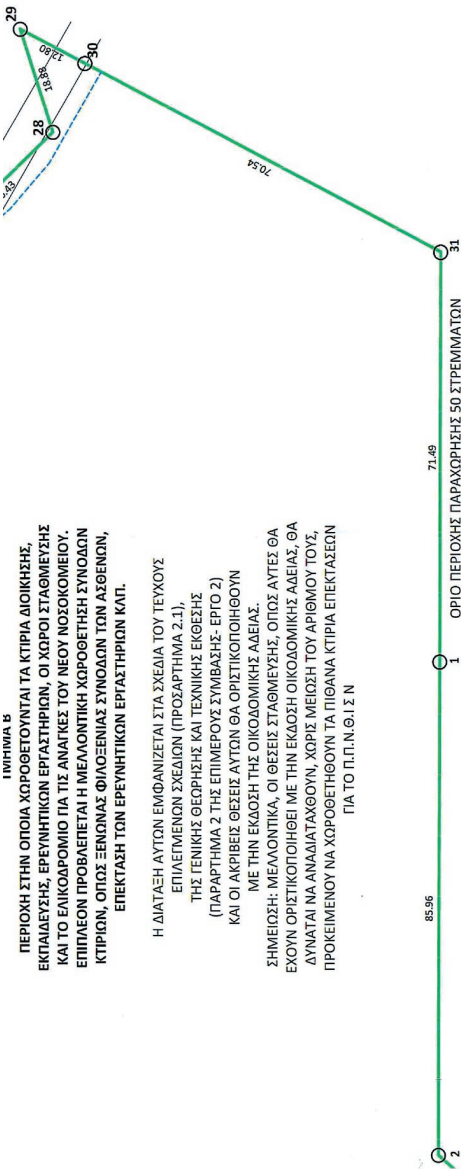 ΤΜΗΜΑ Β
ΠΕΡΙΟΧΗ ΣΤΗΝ ΟΠΟΙΑ ΧΩΡΟΘΕΤΟΥΝΤΑΙ ΤΑ ΚΤΙΡΙΑ ΔΙΟΙΚΗΣΗΣ,
ΕΚΠΑΙΔΕΥΣΗΣ, ΕΡΕΥΝΗΤΙΚΩΝ ΕΡΓΑΣΤΗΡΙΩΝ, ΟΙ ΧΩΡΟΙ ΣΤΑΘΜΕΥΣΗΣ
ΚΑΙ ΤΟ ΕΛΙΚΟΔΡΟΜΙΟ ΓΙΑ ΤΙΣ ΑΝΑΓΚΕΣ ΤΟΥ ΝΕΟΥ ΝΟΣΟΚΟΜΕΙΟΥ.
ΕΠΙΠΛΕΟΝ ΠΡΟΒΛΕΠΕΤΑΙ Η ΜΕΛΛΟΝΤΙΚΗ ΧΩΡΟΘΕΤΗΣΗ ΣΥΝΟΔΩΝ
ΚΤΙΡΙΩΝ, ΟΠΩΣ ΞΕΝΩΝΑΣ ΦΙΛΟΞΕΝΙΑΣ ΣΥΝΟΔΩΝ ΤΩΝ ΑΣΘΕΝΩΝ,
ΕΠΕΚΤΑΣΗ ΤΩΝ ΕΡΕΥΝΗΤΙΚΩΝ ΕΡΓΑΣΤΗΡΙΩΝ ΚΛΠ.
Η ΔΙΑΤΑΞΗ ΑΥΤΩΝ ΕΜΦΑΝΙΖΕΤΑΙ ΣΤΑ ΣΧΕΔΙΑ ΤΟΥ ΤΕΥΧΟΥΣ
ΕΠΙΛΕΓΜΕΝΩΝ ΣΧΕΔΙΩΝ (ΠΡΟΣΑΡΤΗΜΑ 2.1),
ΤΗΣ ΓΕΝΙΚΗΣ ΘΕΩΡΗΣΗΣ ΚΑΙ ΤΕΧΝΙΚΗΣ ΕΚΘΕΣΗΣ
(ΠΑΡΑΡΤΗΜΑ 2 ΤΗΣ ΕΠΙΜΕΡΟΥΣ ΣΥΜΒΑΣΗΣ- ΕΡΓΟ 2)
ΚΑΙ ΟΙ ΑΚΡΙΒΕΙΣ ΘΕΣΕΙΣ ΑΥΤΩΝ ΘΑ ΟΡΙΣΤΙΚΟΠΟΙΗΘΟΥΝ
ΜΕ ΤΗΝ ΕΚΔΟΣΗ ΤΗΣ ΟΙΚΟΔΟΜΙΚΗΣ ΑΔΕΙΑΣ.
ΣΗΜΕΙΩΣΗ: ΜΕΛΛΟΝΤΙΚΑ, ΟΙ ΘΕΣΕΙΣ ΣΤΑΘΜΕΥΣΗΣ, ΟΠΩΣ ΑΥΤΕΣ ΘΑ
ΕΧΟΥΝ ΟΡΙΣΤΙΚΟΠΟΙΗΘΕΙ ΜΕ ΤΗΝ ΕΚΔΟΣΗ ΟΙΚΟΔΟΜΙΚΗΣ ΑΔΕΙΑΣ, ΘΑ
ΔΥΝΑΤΑΙ ΝΑ ΑΝΑΔΙΑΤΑΧΘΟΥΝ, ΧΩΡΙΣ ΜΕΙΩΣΗ ΤΟΥ ΑΡΙΘΜΟΥ ΤΟΥΣ,
ΠΡΟΚΕΙΜΕΝΟΥ ΝΑ ΧΩΡΟΘΕΤΗΘΟΥΝ ΤΑ ΠΙΘΑΝΑ ΚΤΙΡΙΑ ΕΠΕΚΤΑΣΕΩΝ
ΓΙΑ ΤΟ Π.Π.Ν.Θ.Ι Σ Ν
29
12.80
18.88
30
28
.43
70.54
31
71.49
1
85.96
2
ΟΡΙΟ ΠΕΡΙΟΧΗΣ ΠΑΡΑΧΩΡΗΣΗΣ 50 ΣΤΡΕΜΜΑΤΩΝ